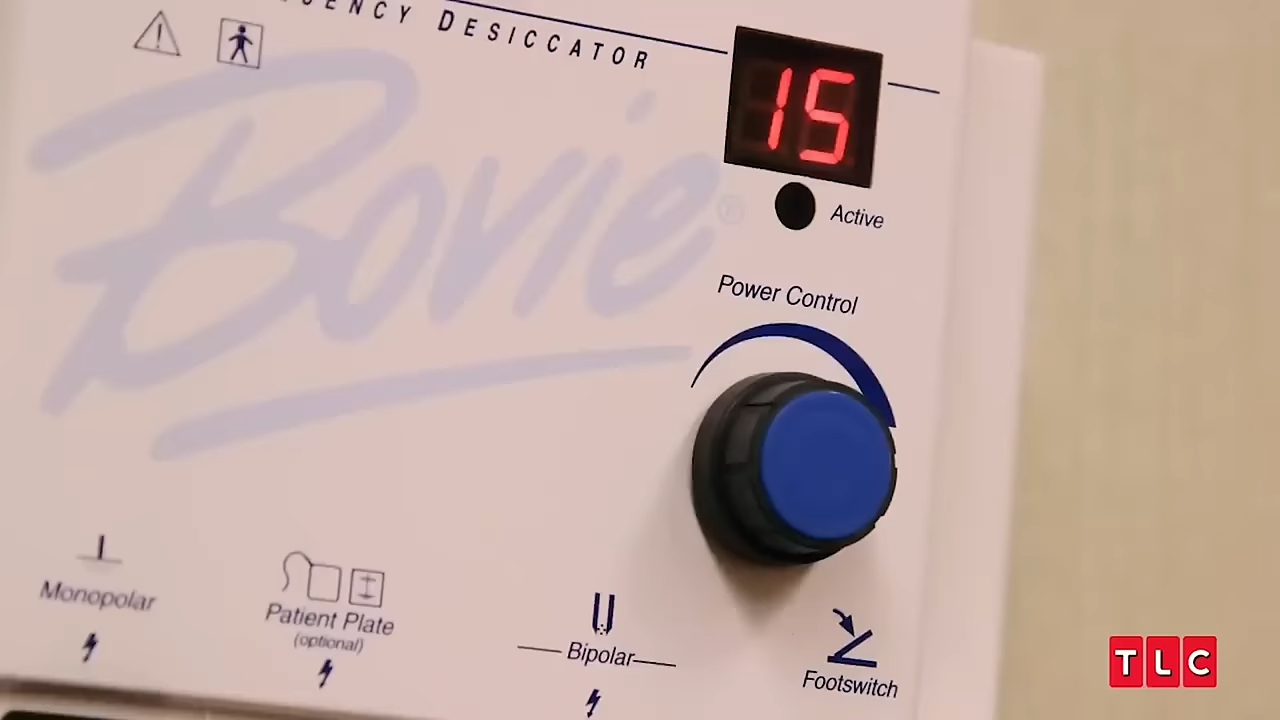 DESICCATOR
15
Active
Bovie®
Power Control
Monopolar
Patient Plate
(optional)
Bipolar
Footswitch
TLC